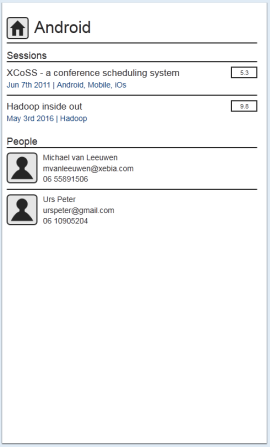 Android
Sessions
XCoSS - a conference scheduling system
5.3
Jun 7th 2011 | Android, Mobile, iOs
Hadoop inside out
9.8
May 3rd 2016 | Hadoop
People
Michael van Leeuwen
mvanleeuwen@xebia.com
06 55891506
Urs Peter
urspeter@gmail.com
06 10905204